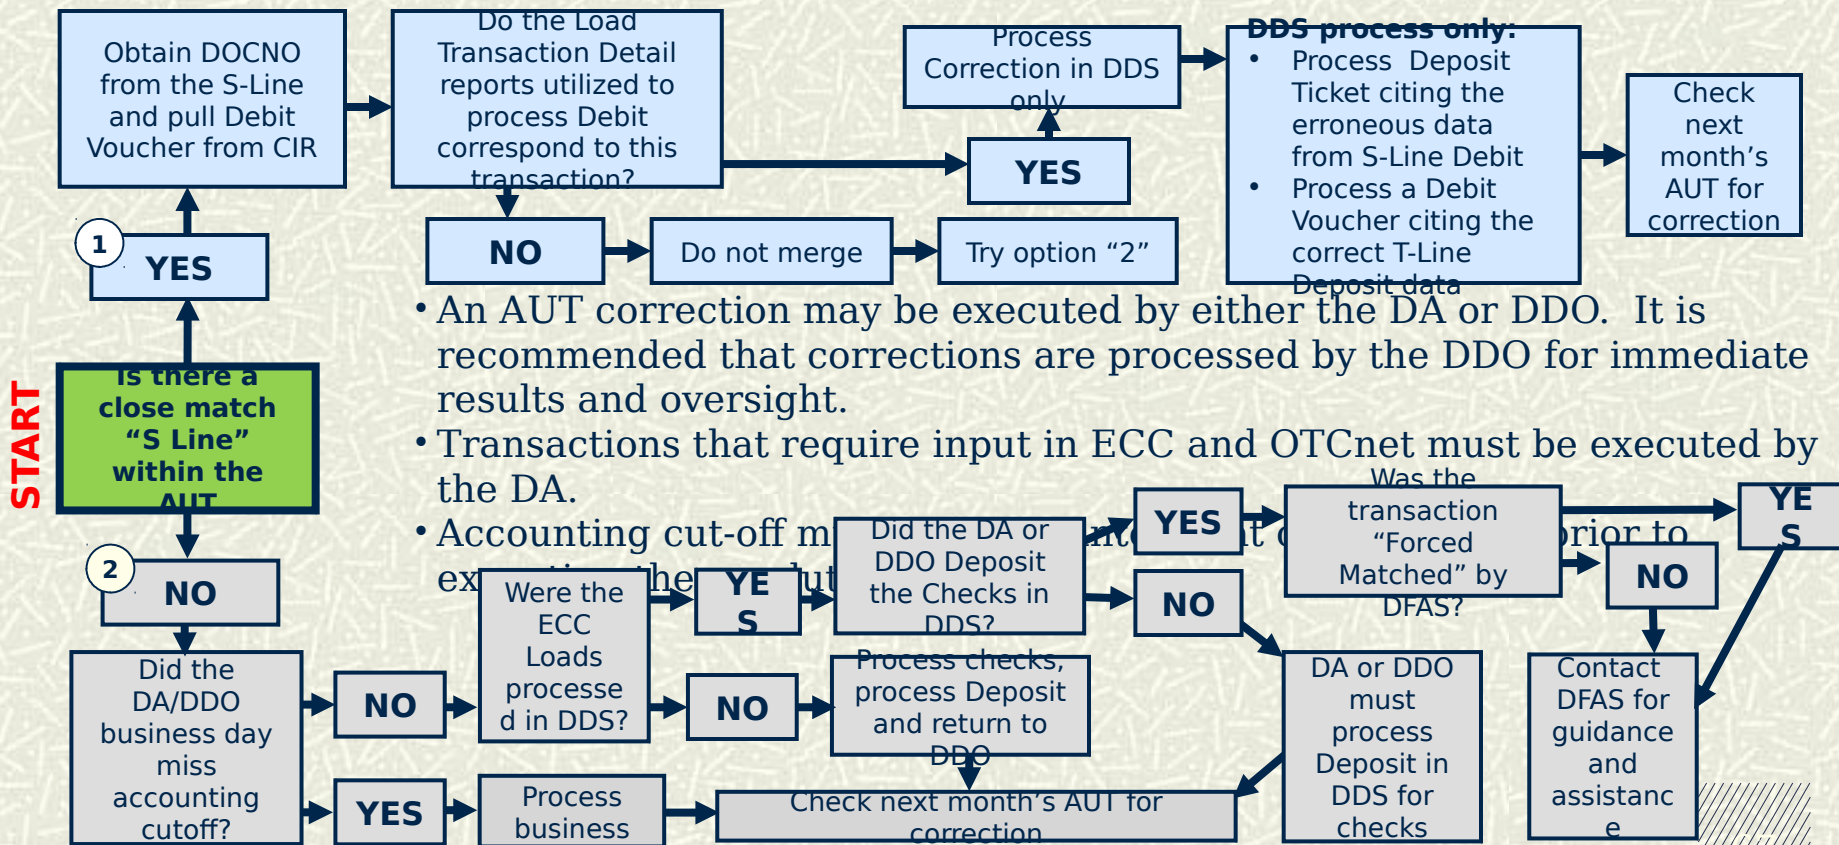 Obtain DOCNO
from the S-Line
and pull Debit
Voucher from CIR
Do the Load
Transaction Detail
reports utilized to
process Debit
correspond to this
transaction?
Process
Correction in DDS
only
YES
DDS process only:
• Process  Deposit
Ticket citing the
erroneous data
from S-Line Debit
• Process a Debit
Voucher citing the
correct T-Line
Deposit data
Check
next
month’s
AUT for
correction
NO
Do not merge
Try option “2”
1
YES
START
Is there a
close match
“S Line”
within the
AUT
• An AUT correction may be executed by either the DA or DDO.  It is
recommended that corrections are processed by the DDO for immediate
results and oversight.
• Transactions that require input in ECC and OTCnet must be executed by
the DA.
• Accounting cut-off prior to
the
2
NO
Did the
DA/DDO
business day
miss
accounting
cutoff?
NO
YES
Were the
ECC
Loads
processe
d in DDS?
YE
S
NO
Process
business
Did the DA or
DDO Deposit
the Checks in
DDS?
Process checks,
process Deposit
and return to
DDO
Check next month’s AUT for
correction
YES
NO
Was the
transaction
“Forced
Matched” by
DFAS?
YE
S
NO
DA or DDO
must
process
Deposit in
DDS for
checks
Contact
DFAS for
guidance
and
assistanc
e